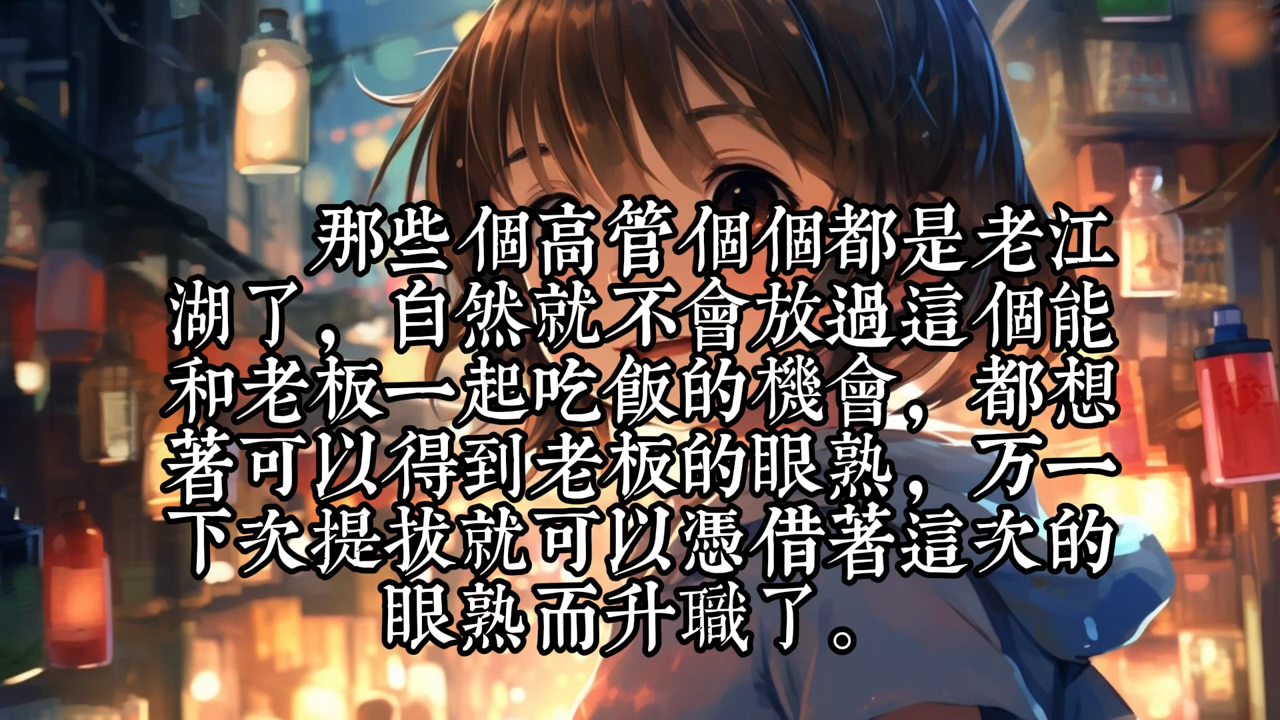 那些個高管個個都是老江
湖了，自然就不會放過這個能
和老板一起吃飯的機會，都想
著可以得到老板的眼熟，万一
下次提拔就可以憑借著這次的
眼熟而升職了。